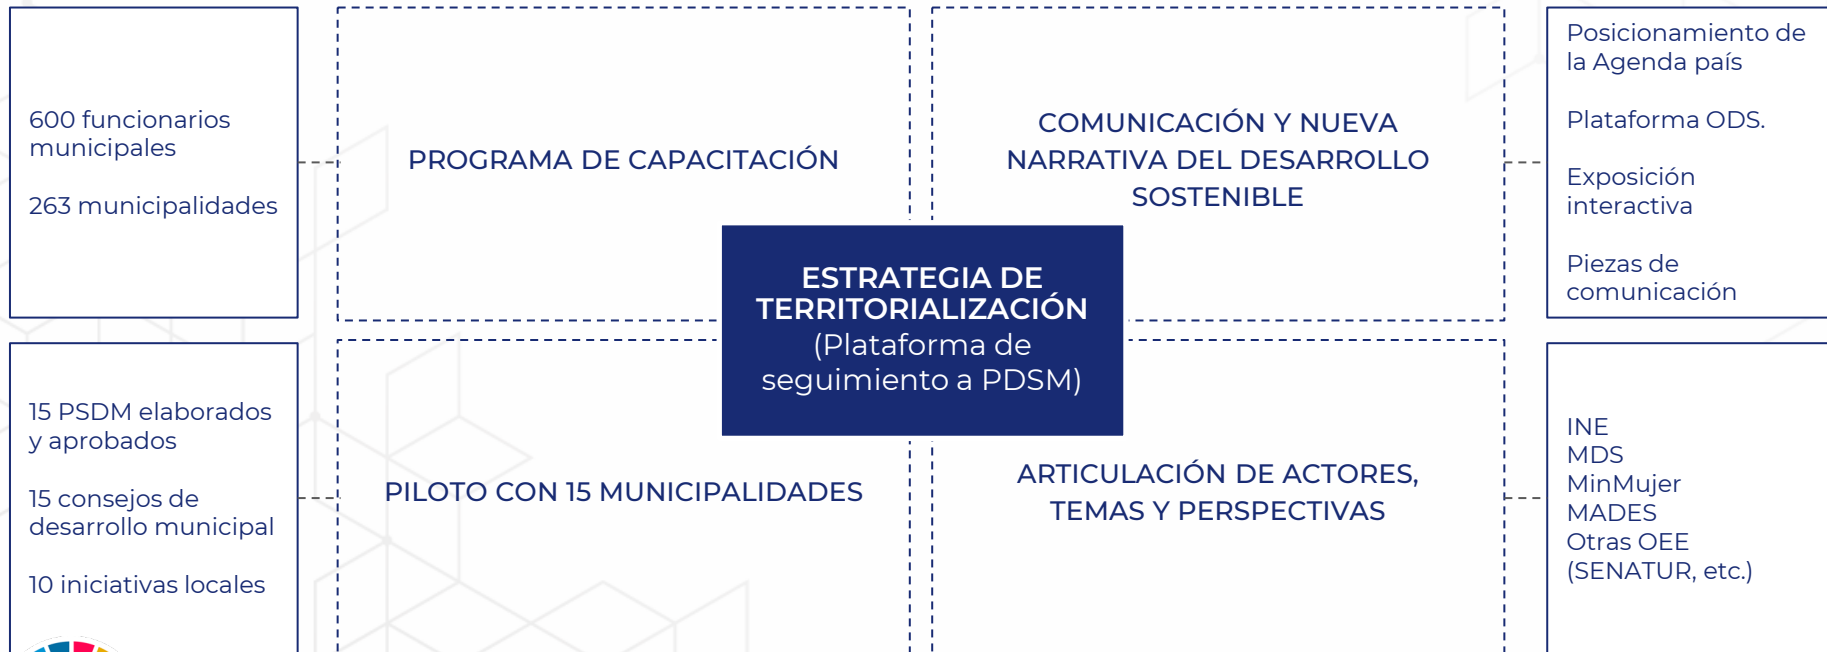 600 funcionarios
municipales
263 municipalidades
PROGRAMA DE CAPACITACIÓN
COMUNICACIÓN Y NUEVA
NARRATIVA DEL DESARROLLO
SOSTENIBLE
Posicionamiento de
la Agenda país
Plataforma ODS.
Exposición
interactiva
Piezas de
comunicación
ESTRATEGIA DE
TERRITORIALIZACIÓN
(Plataforma de
seguimiento a PDSM)
15 PSDM elaborados
y aprobados
15 consejos de
desarrollo municipal
10 iniciativas locales
PILOTO CON 15 MUNICIPALIDADES
ARTICULACIÓN DE ACTORES,
TEMAS Y PERSPECTIVAS
INE
MDS
MinMujer
MADES
Otras OEE
(SENATUR, etc.)